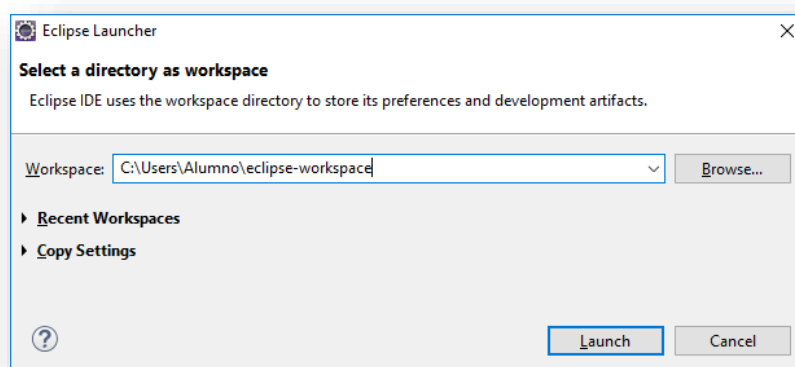 Eclipse Launcher
Select a directory as workspace
Eclipse IDE uses the workspace directory to store its preferences and development artifacts.
Workspace: C:\Users\Alumno\eclipse-workspace Browse...
Recent Workspaces
Copy Settings
? Launch Cancel